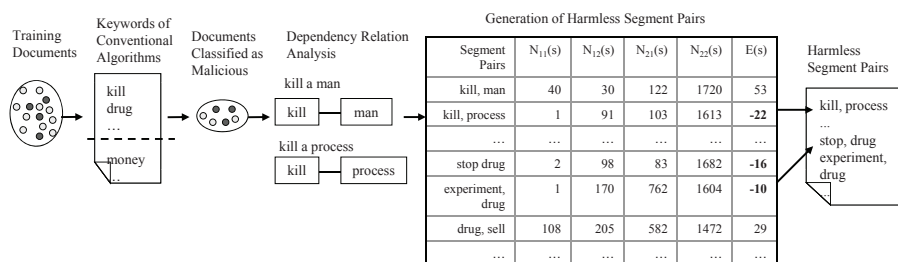 Generation of Harmless Segment Pairs
Training
Documents
Keywords of
Conventional
Algorithms
Documents
Classified as
Malicious
Dependency Relation
Analysis
kill
drug
...
money
...
kill a man
kill man
kill a process
kill process
Segment Pairs N11(s) N12(s) N21(s) N22(s) E(s)
kill, man 40 30 122 1720 53
kill, process 1 91 103 1613 -22
... ... ... ... ... ...
stop drug 2 98 83 1682 -16
experiment, drug 1 170 762 1604 -10
drug, sell 108 205 582 1472 29
... ... ... ... ... ...
Harmless
Segment Pairs
kill, process
...
stop, drug
experiment,
drug
...